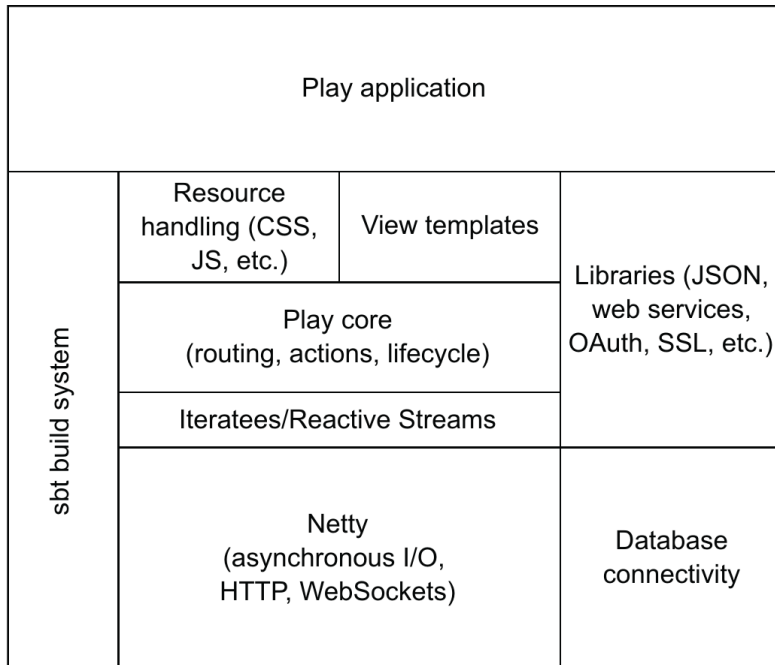 Play application
Resource
handling (CSS,
JS, etc.)
View templates
Libraries (JSON,
web services,
OAuth, SSL, etc.)
Play core
(routing, actions, lifecycle)
Iteratees/Reactive Streams
sbt build system
Netty
(asynchronous I/O,
HTTP, WebSockets)
Database
connectivity